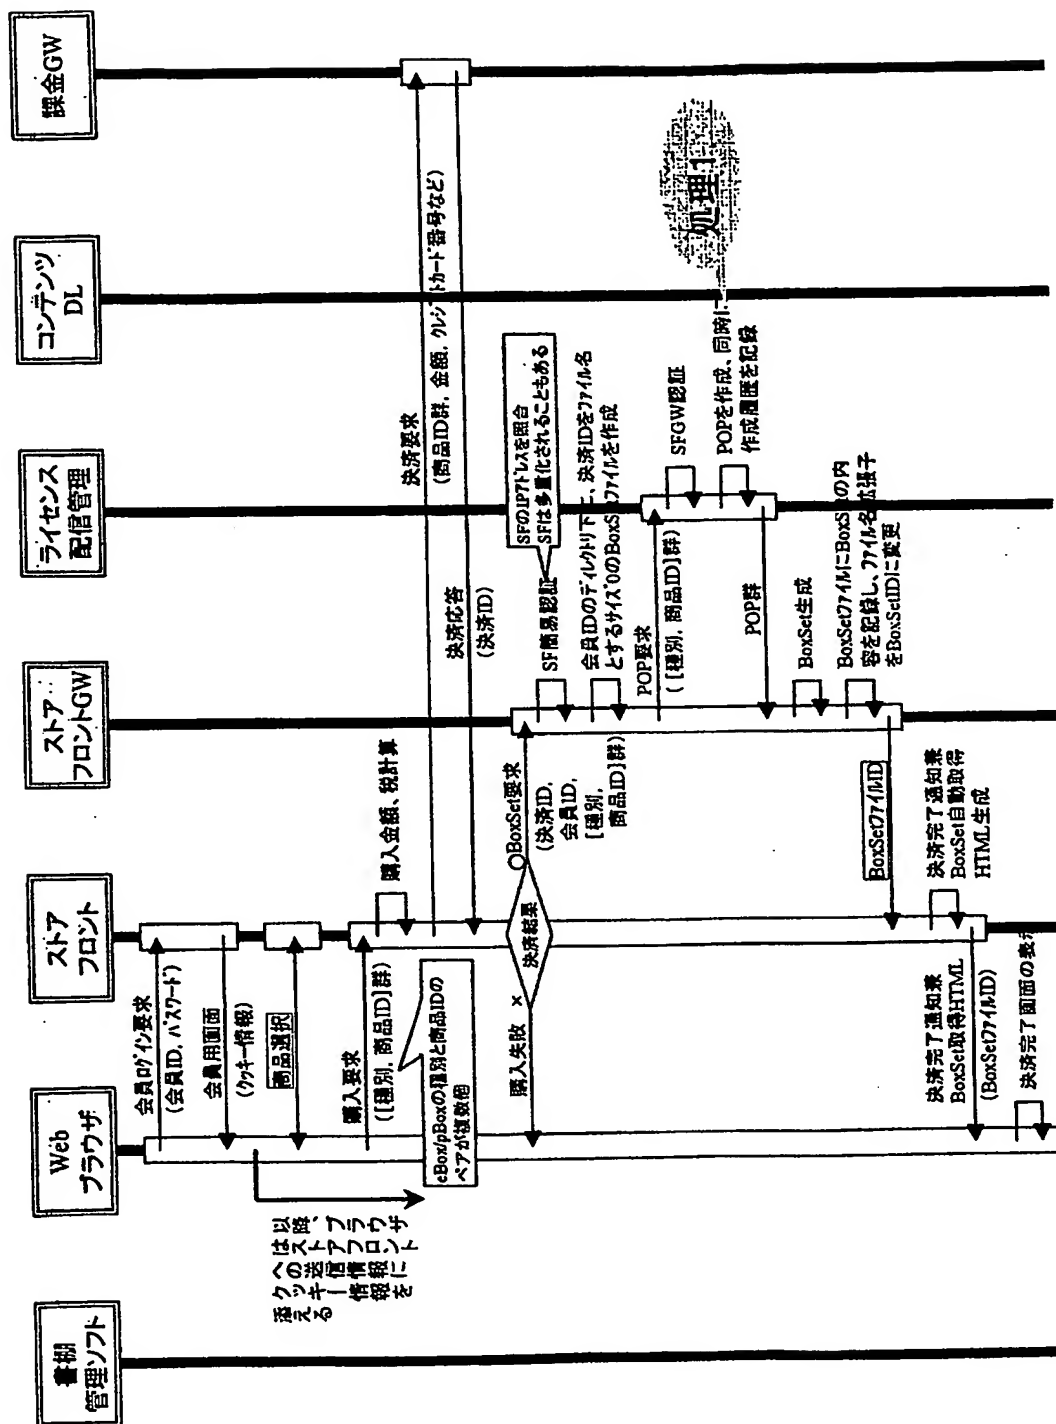 書棚
管理ソフト
Web
ブラウザ
ストア
フロント
ストア
フロントGW
ライセンス
配信管理
コンテンツ
DL
課金GW
会員ログイン要求
(会員ID, パスワード)
会員用画面
(クッキー情報)
以降、ブラウザ
はストアフロント
への送信情報に
クッキー情報を
添える
商品選択
購入要求
([種別, 商品ID]群)
eBox/pBoxの種別と商品IDの
ペアが複数個
購入金額、税計算
決済要求
(商品ID群, 金額, クレジットカード番号など)
決済応答
(決済ID)
決済結果
×
購入失敗
○BoxSet要求
(決済ID,
会員ID,
[種別,
商品ID]群)
SF簡易認証
SFのIPアドレスを照合
SFは多重化されることもある
会員IDのディレクトリ下に、決済IDをファイル名
とするサイズ0のBoxSetファイルを作成
POP要求
([種別, 商品ID]群)
SFGW認証
POPを作成、同時に
作成履歴を記録
処理1
POP群
BoxSet生成
BoxSetファイルにBoxSetの内
容を記録し、ファイル名拡張子
をBoxSetIDに変更
BoxSetファイルID
決済完了通知兼
BoxSet自動取得
HTML生成
決済完了通知兼
BoxSet取得HTML
(BoxSetファイルID)
決済完了画面の表示